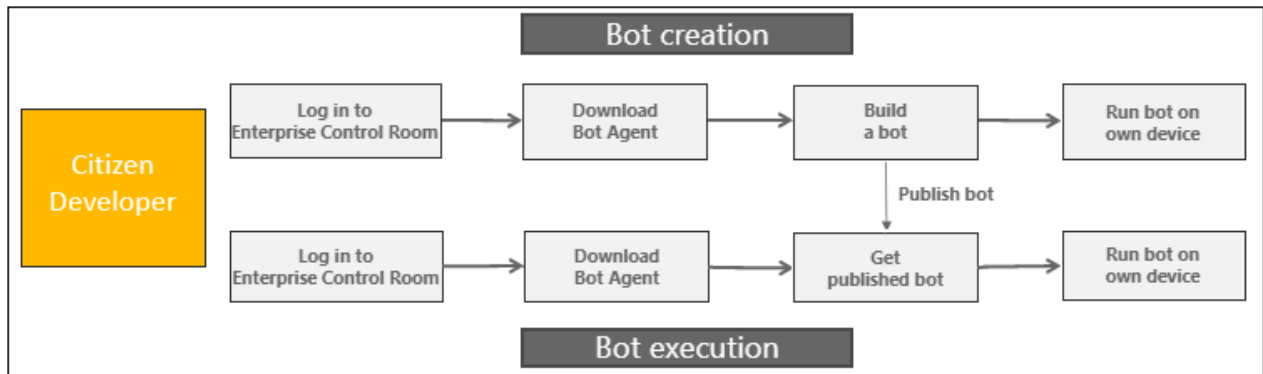 Bot creation
Citizen
Developer
Log in to
Enterprise Control Room
Download
Bot Agent
Build
a bot
Run bot on
own device
Publish bot
Log in to
Enterprise Control Room
Download
Bot Agent
Get
published bot
Run bot on
own device
Bot execution